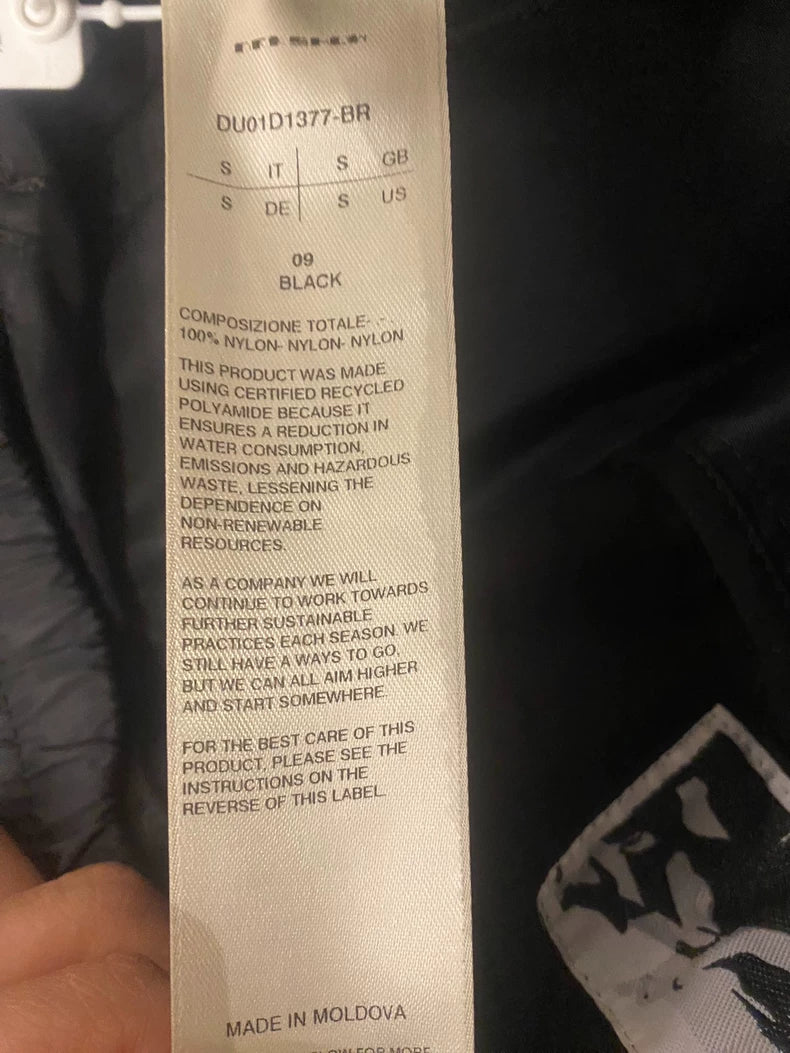 DU01D1377-BR
S IT S GB
S DE S US
09
BLACK
COMPOSIZIONE TOTALE- -.
100% NYLON- NYLON- NYLON
THIS PRODUCT WAS MADE
USING CERTIFIED RECYCLED
POLYAMIDE BECAUSE IT
ENSURES A REDUCTION IN
WATER CONSUMPTION,
EMISSIONS AND HAZARDOUS
WASTE, LESSENING THE
DEPENDENCE ON
NON-RENEWABLE
RESOURCES.
AS A COMPANY WE WILL
CONTINUE TO WORK TOWARDS
FURTHER SUSTAINABLE
PRACTICES EACH SEASON. WE
STILL HAVE A WAYS TO GO,
BUT WE CAN ALL AIM HIGHER
AND START SOMEWHERE.
FOR THE BEST CARE OF THIS
PRODUCT, PLEASE SEE THE
INSTRUCTIONS ON THE
REVERSE OF THIS LABEL.
MADE IN MOLDOVA
FOR MORE